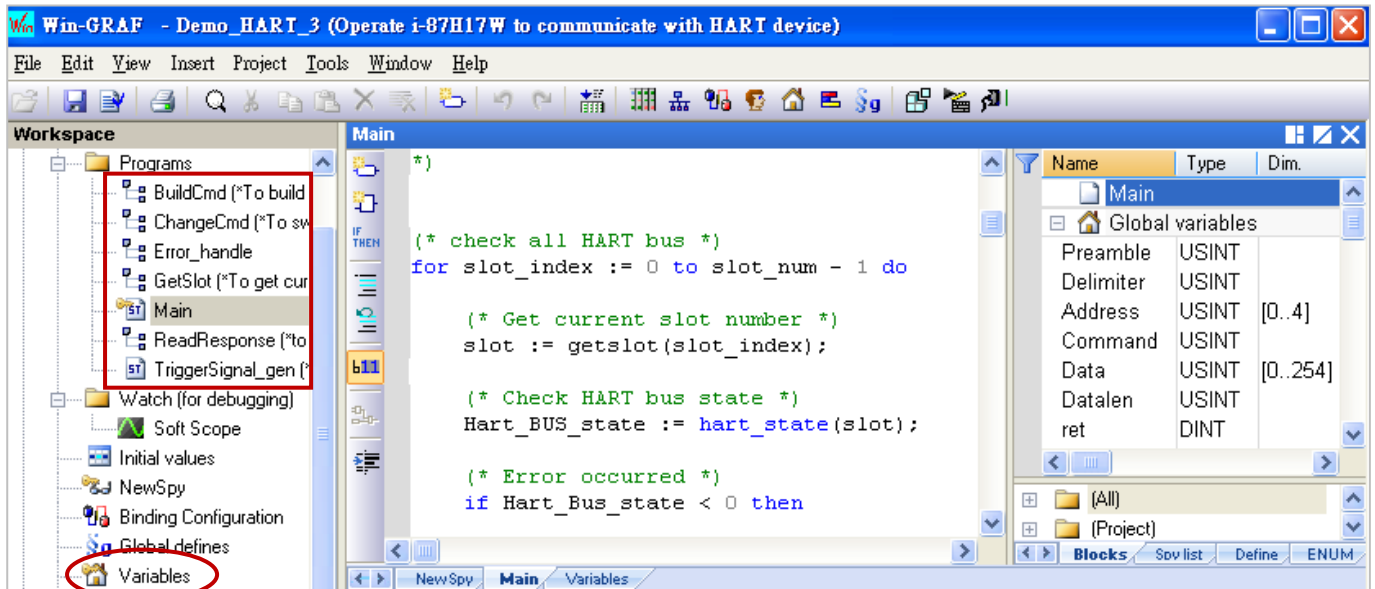 Win-GRAF - Demo_HART_3 (Operate i-87H17W to communicate with HART device)
File Edit View Insert Project Tools Window Help
Workspace
Programs
BuildCmd (*To build
ChangeCmd (*To sw
Error_handle
GetSlot (*To get cur
Main
ReadResponse (*to
TriggerSignal_gen (*
Watch (for debugging)
Soft Scope
Initial values
NewSpy
Binding Configuration
Global defines
Variables
Main
IF
THEN
*)
(* check all HART bus *)
for slot_index := 0 to slot_num - 1 do
(* Get current slot number *)
slot := getslot(slot_index);
(* Check HART bus state *)
Hart_BUS_state := hart_state(slot);
(* Error occurred *)
if Hart_Bus_state < 0 then
NewSpy Main Variables
Name Type Dim.
Main
Global variables
Preamble USINT
Delimiter USINT
Address USINT [0..4]
Command USINT
Data USINT [0..254]
Datalen USINT
ret DINT
(All)
(Project)
Blocks Spy list Define ENUM